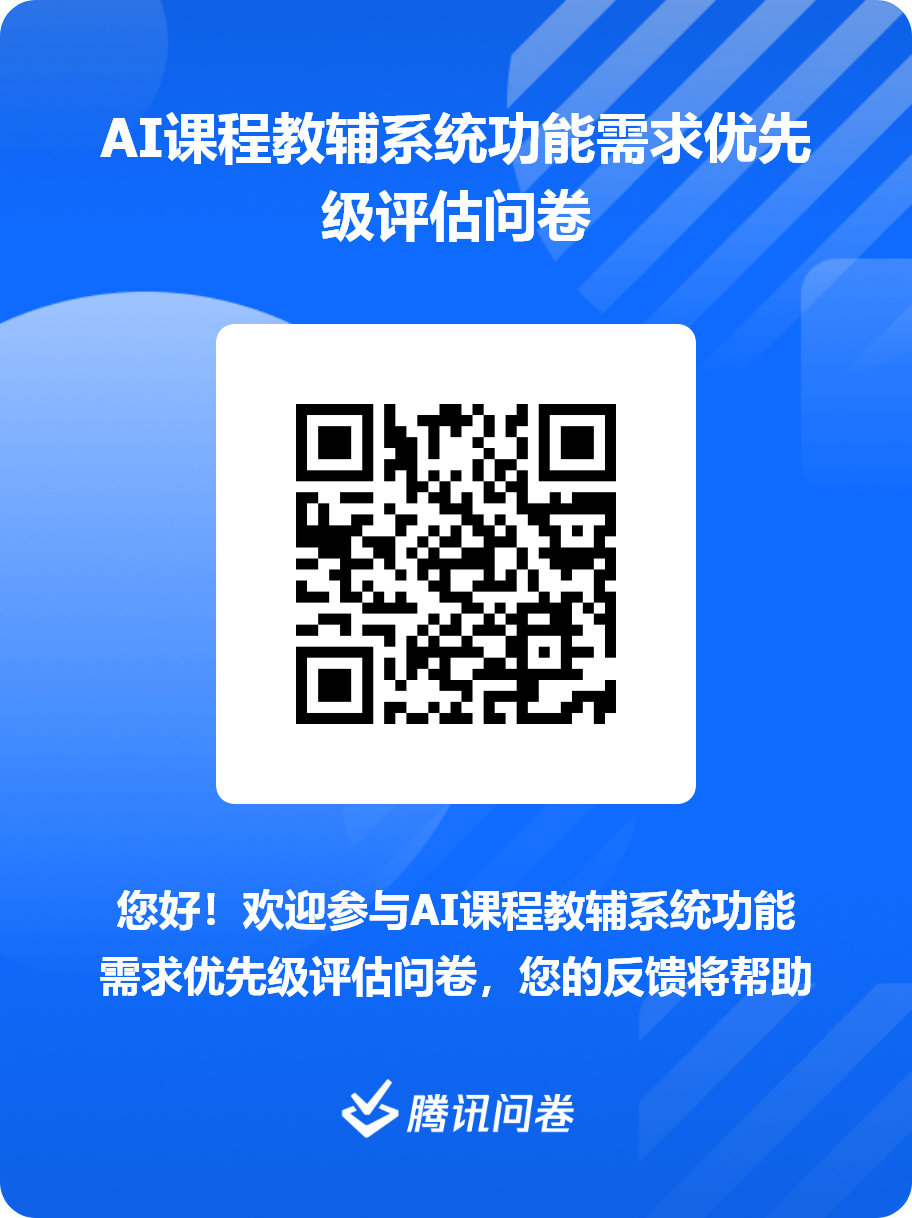 AI课程教辅系统功能需求优先
级评估问卷
您好！欢迎参与AI课程教辅系统功能
需求优先级评估问卷，您的反馈将帮助
腾讯问卷